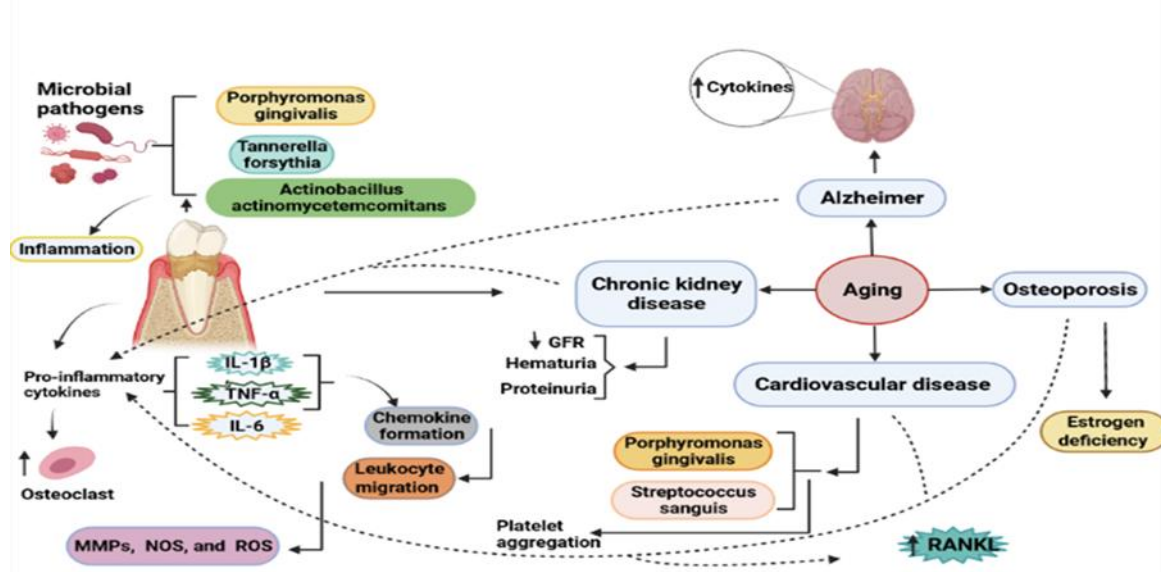 Microbial
pathogens
Porphyromonas
gingivalis
Tannerella
forsythia
Actinobacillus
actinomycetemcomitans
Inflammation
Pro-inflammatory
cytokines
IL-1β
TNF-α
IL-6
Osteoclast
Chemokine
formation
Leukocyte
migration
MMPs, NOS, and ROS
Cytokines
Alzheimer
Aging
Chronic kidney
disease
GFR
Hematuria
Proteinuria
Osteoporosis
Estrogen
deficiency
Cardiovascular disease
Porphyromonas
gingivalis
Streptococcus
sanguis
Platelet
aggregation
RANKL